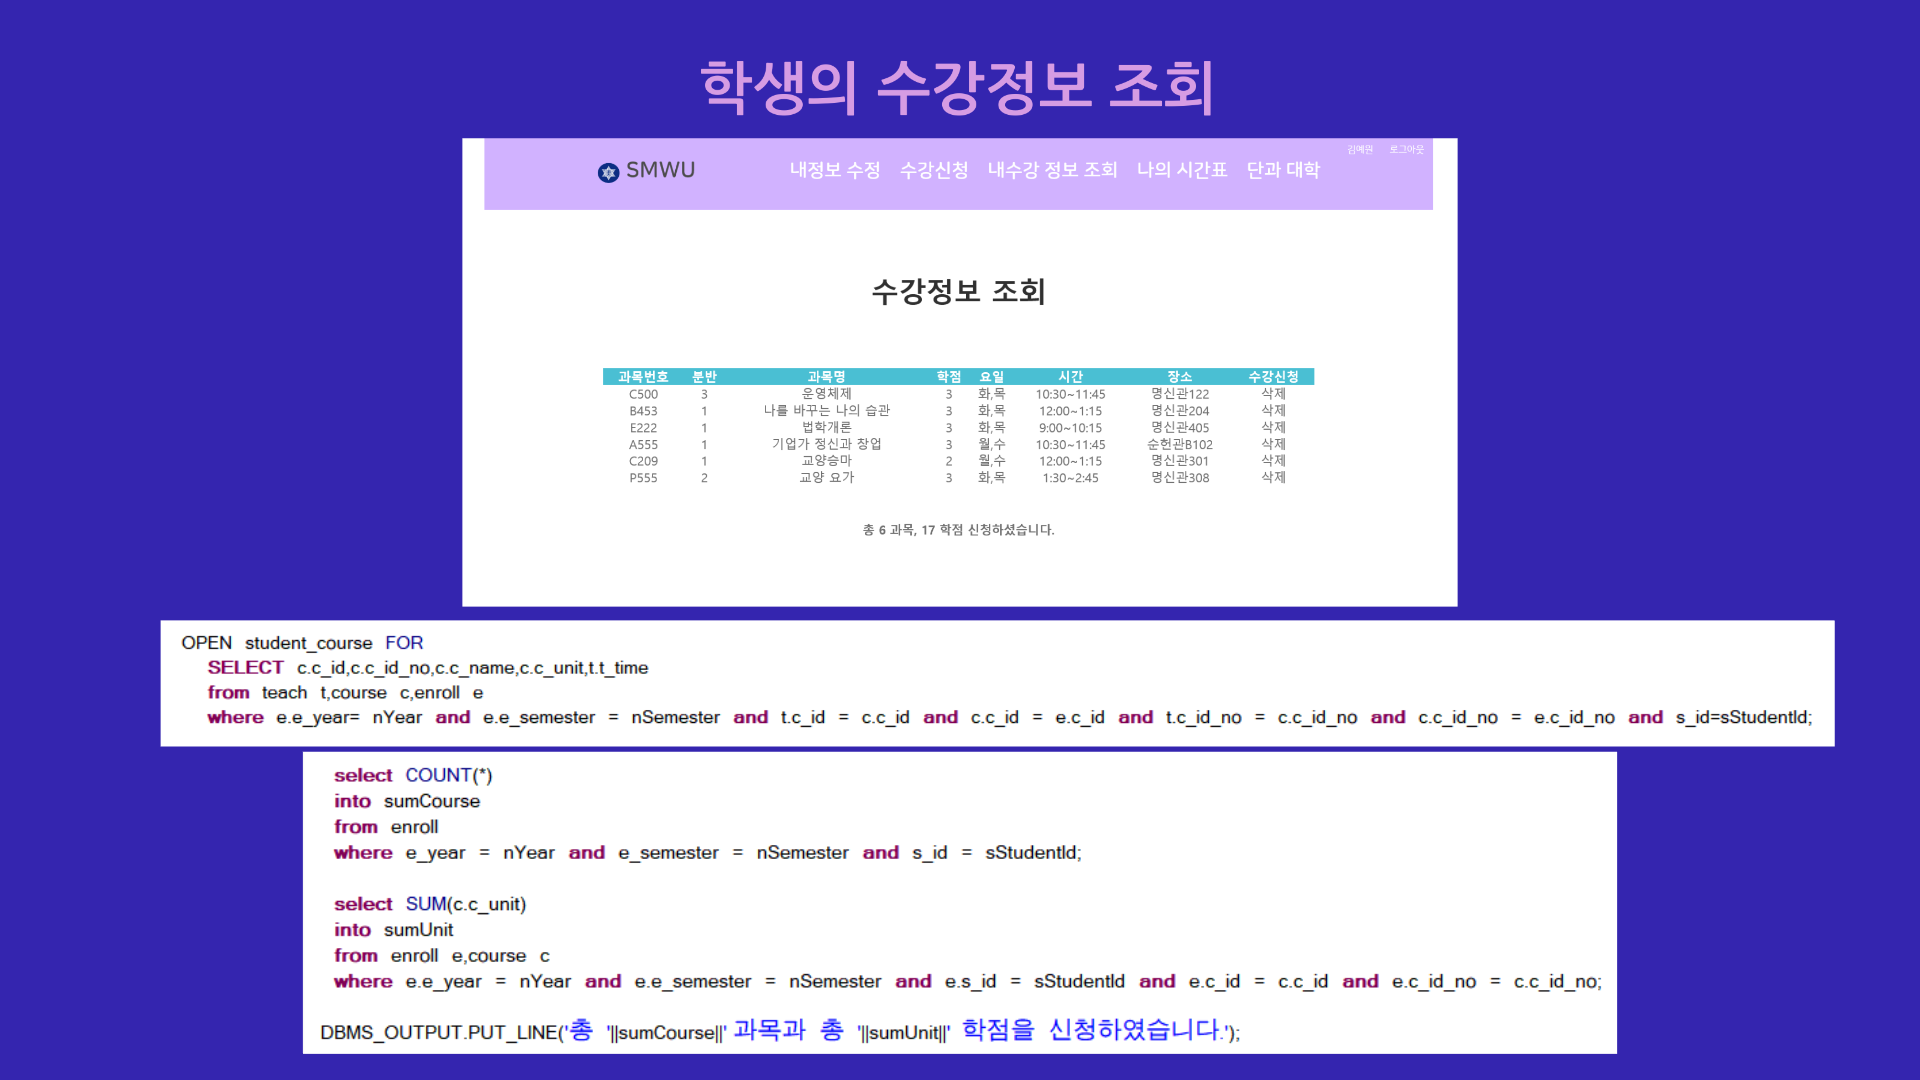 학생의 수강정보 조회
김예원 로그아웃
SMWU 내정보 수정 수강신청 내수강 정보 조회 나의 시간표 단과 대학
수강정보 조회
과목번호 분반 과목명 학점 요일 시간 장소 수강신청
C500 3 운영체제 3 화,목 10:30~11:45 명신관122 삭제
B453 1 나를 바꾸는 나의 습관 3 화,목 12:00~1:15 명신관204 삭제
E222 1 법학개론 3 화,목 9:00~10:15 명신관405 삭제
A555 1 기업가 정신과 창업 3 월,수 10:30~11:45 순헌관B102 삭제
C209 1 교양승마 2 월,수 12:00~1:15 명신관301 삭제
P555 2 교양 요가 3 화,목 1:30~2:45 명신관308 삭제
총 6 과목, 17 학점 신청하셨습니다.
OPEN student_course FOR
SELECT c.c_id,c.c_id_no,c.c_name,c.c_unit,t.t_time
from teach t,course c,enroll e
where e.e_year= nYear and e.e_semester = nSemester and t.c_id = c.c_id and c.c_id = e.c_id and t.c_id_no = c.c_id_no and c.c_id_no = e.c_id_no and s_id=sStudentId;
select COUNT(*)
into sumCourse
from enroll
where e_year = nYear and e_semester = nSemester and s_id = sStudentId;
select SUM(c.c_unit)
into sumUnit
from enroll e,course c
where e.e_year = nYear and e.e_semester = nSemester and e.s_id = sStudentId and e.c_id = c.c_id and e.c_id_no = c.c_id_no;
DBMS_OUTPUT.PUT_LINE('총 '||sumCourse||' 과목과 총 '||sumUnit||' 학점을 신청하였습니다.');